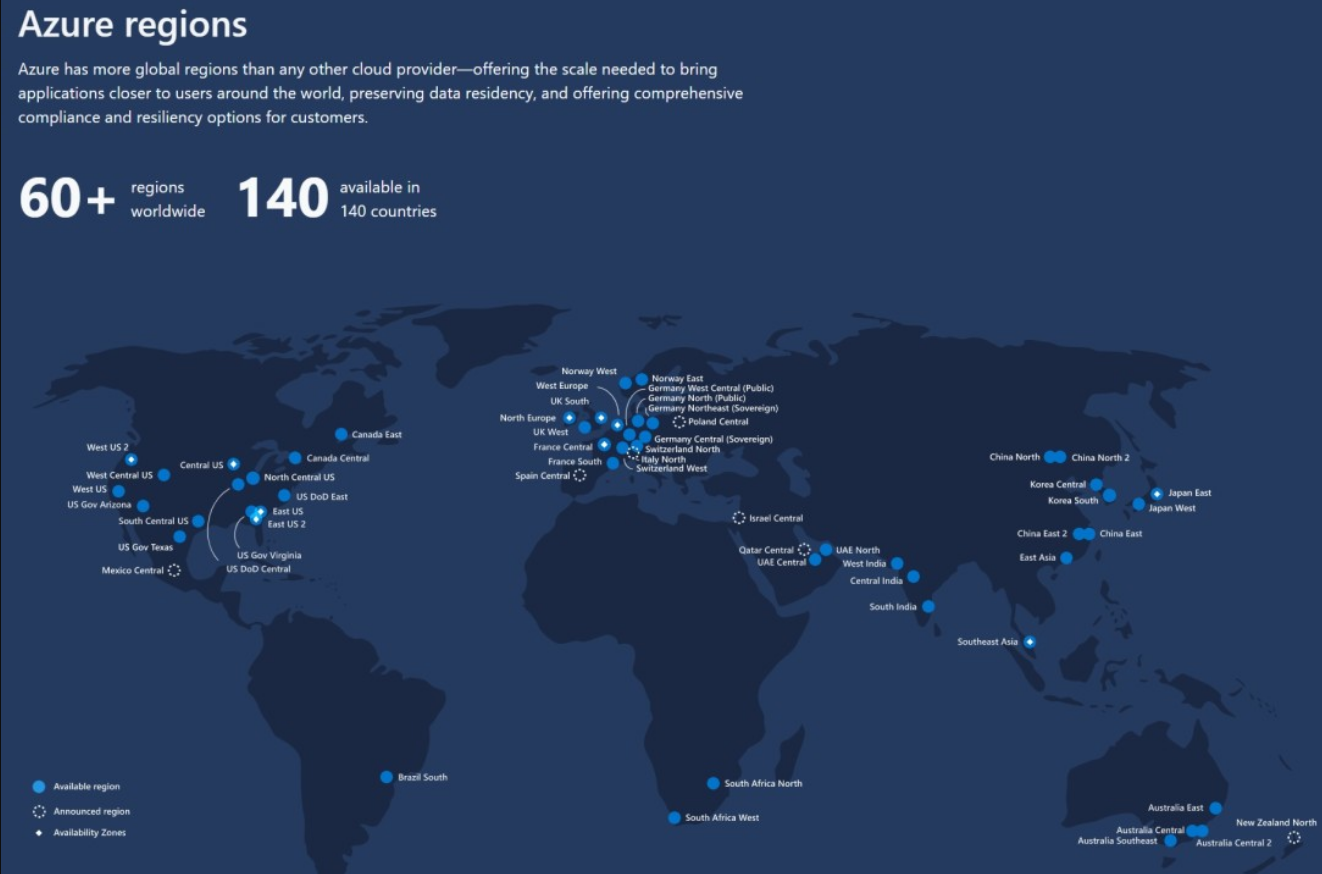 Azure regions
Azure has more global regions than any other cloud provider—offering the scale needed to bring
applications closer to users around the world, preserving data residency, and offering comprehensive
compliance and resiliency options for customers.
60+ regions
worldwide
140 available in
140 countries
Norway West
Norway East
West Europe
Germany West Central (Public)
UK South
Germany North (Public)
Germany Northeast (Sovereign)
North Europe
Poland Central
UK West
Germany Central (Sovereign)
France Central
Switzerland North
Italy North
France South
Switzerland West
Spain Central
Canada East
West US 2
Canada Central
Central US
West Central US
North Central US
West US
US DoD East
US Gov Arizona
East US
South Central US
East US 2
US Gov Texas
US Gov Virginia
US DoD Central
Mexico Central
Israel Central
Qatar Central
UAE North
UAE Central
West India
Central India
South India
China North
China North 2
Korea Central
Korea South
Japan East
Japan West
China East 2
China East
East Asia
Southeast Asia
Brazil South
South Africa North
South Africa West
Australia East
New Zealand North
Australia Central
Australia Southeast
Australia Central 2
Available region
Announced region
Availability Zones